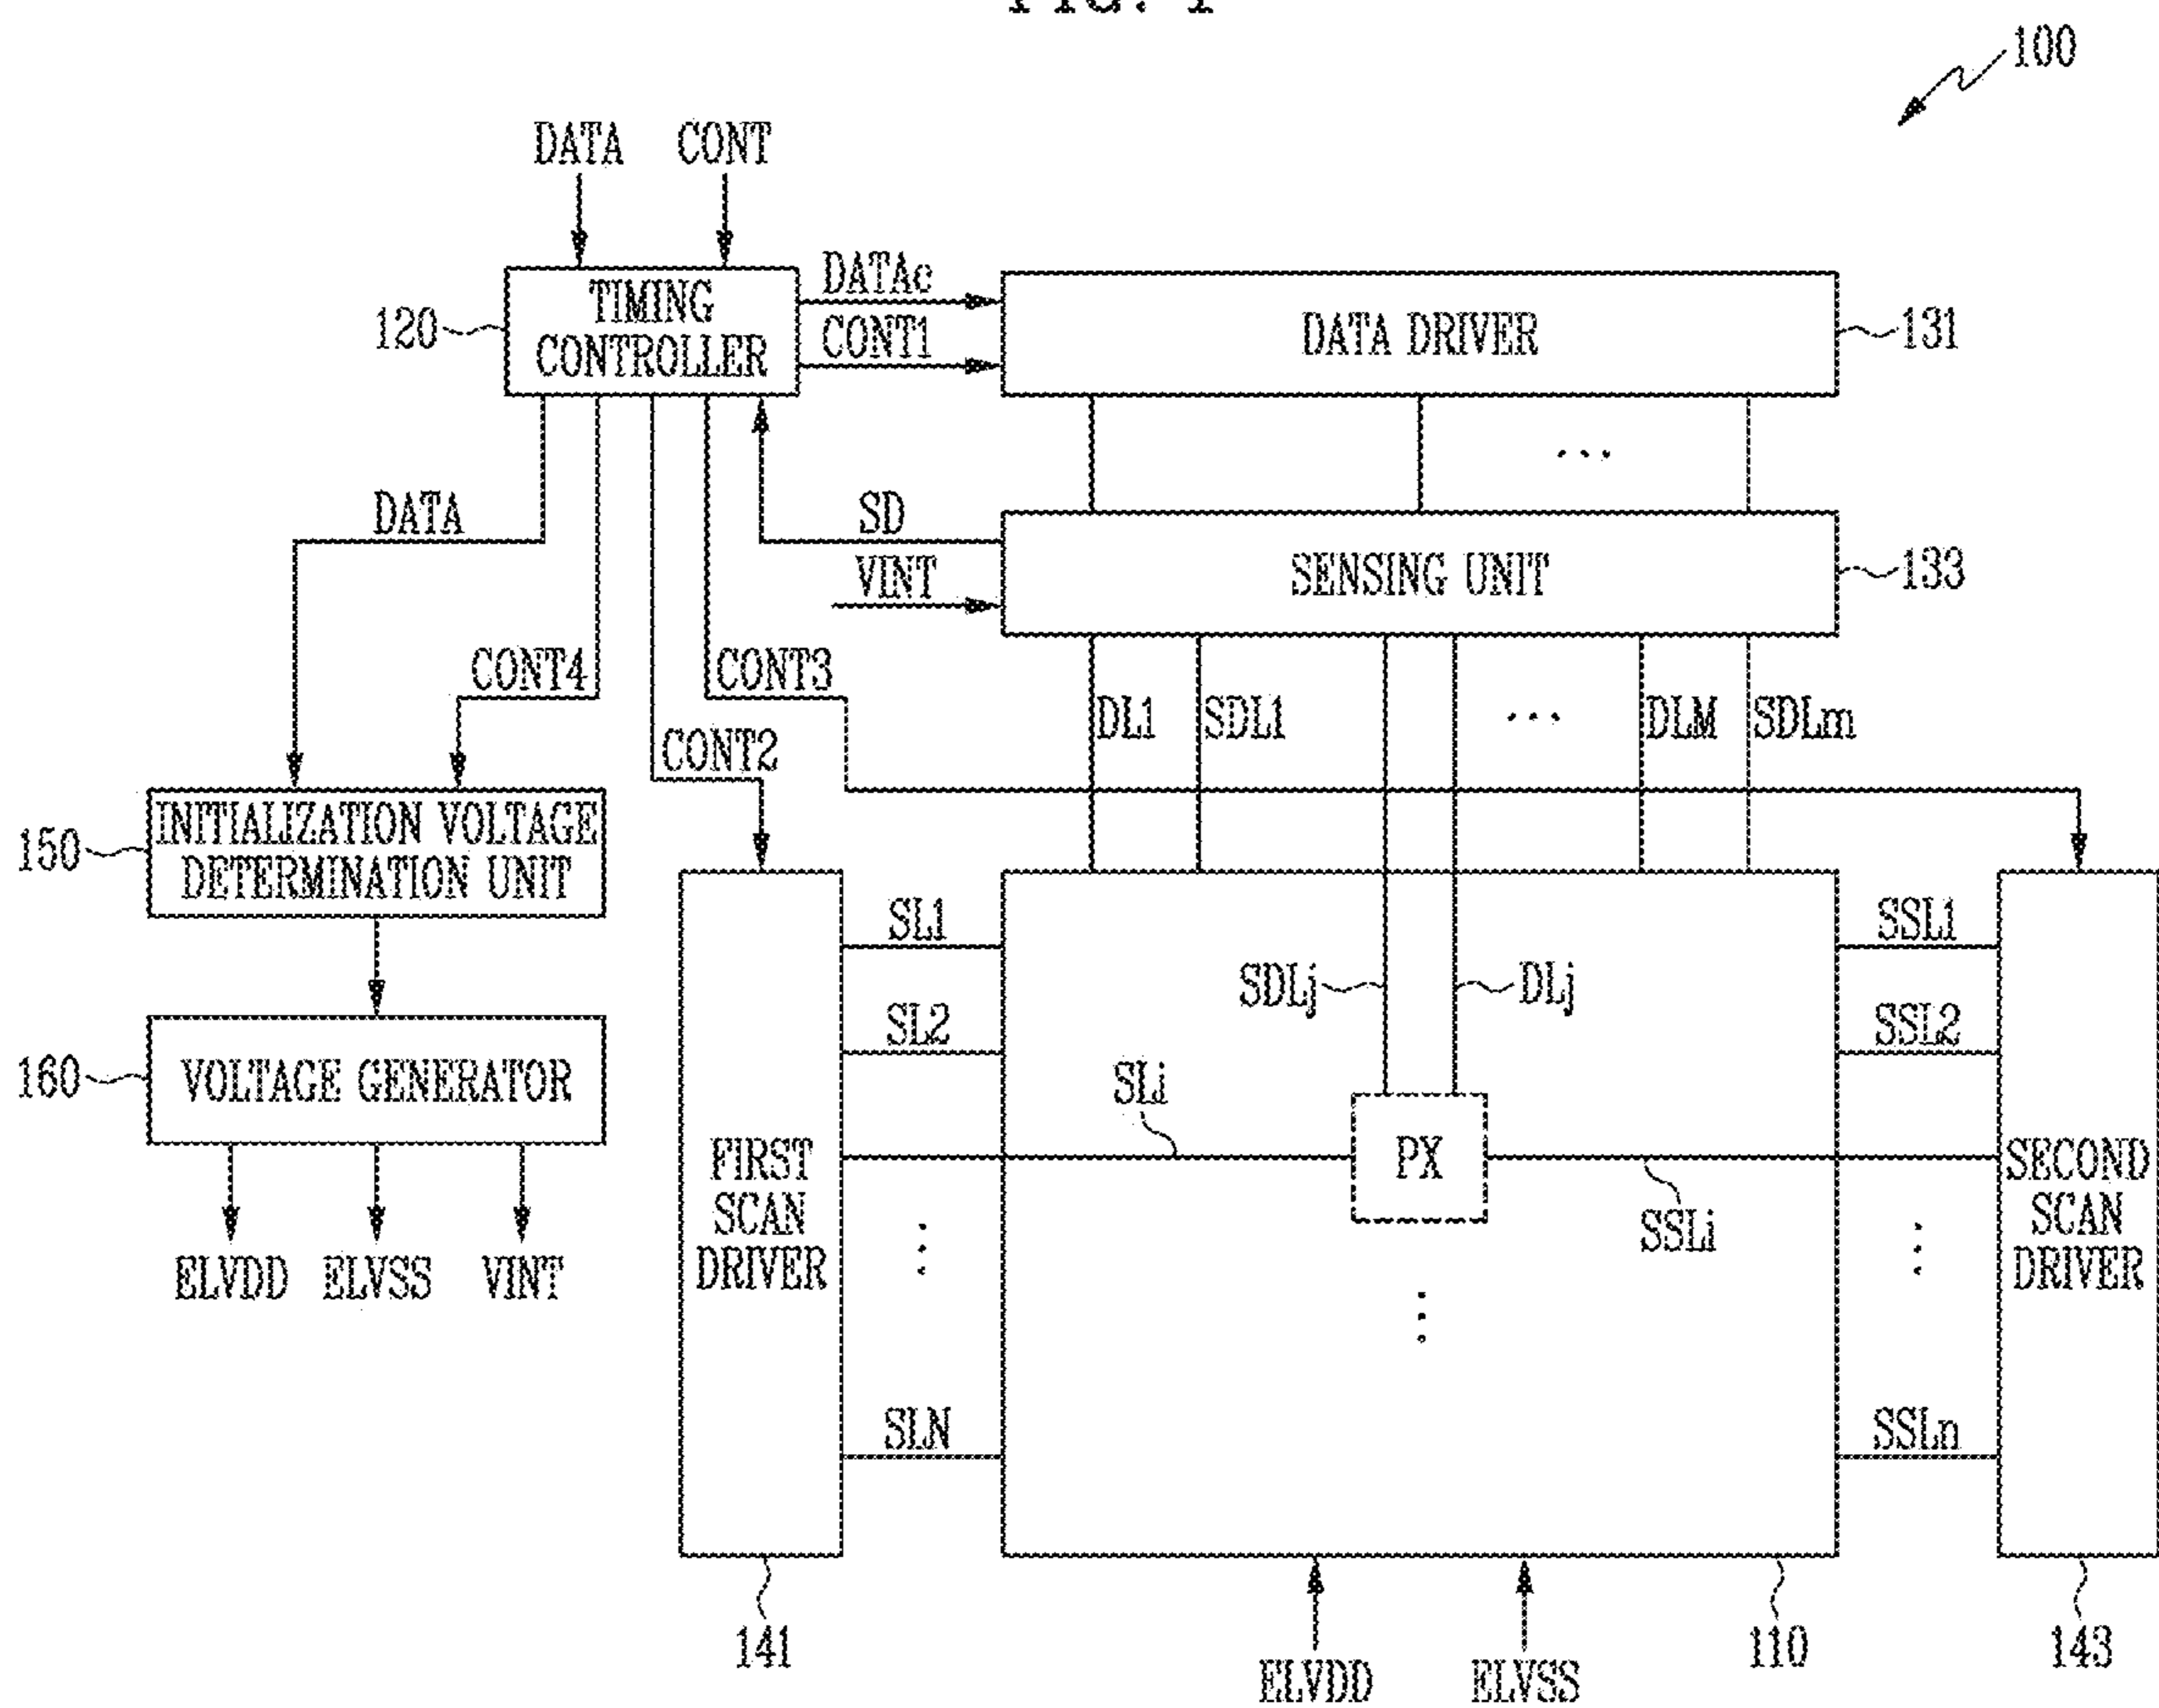 FIG. 1
100
DATA CONT
120
TIMING
CONTROLLER
DATAc
CONT1
DATA DRIVER
131
...
DATA
SD
VINT
SENSING UNIT
133
CONT4
CONT3
CONT2
DL1
SDL1
...
DLM
SDLm
150
INITIALIZATION VOLTAGE
DETERMINATION UNIT
160
VOLTAGE GENERATOR
ELVDD ELVSS VINT
FIRST
SCAN
DRIVER
141
SL1
SL2
SLi
SLN
SDLj
DLj
PX
SSLi
SSL1
SSL2
SSLn
SECOND
SCAN
DRIVER
143
110
ELVDD ELVSS